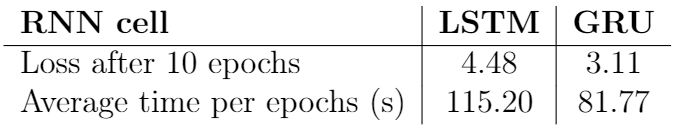 RNN cell LSTM GRU
Loss after 10 epochs 4.48 3.11
Average time per epochs (s) 115.20 81.77